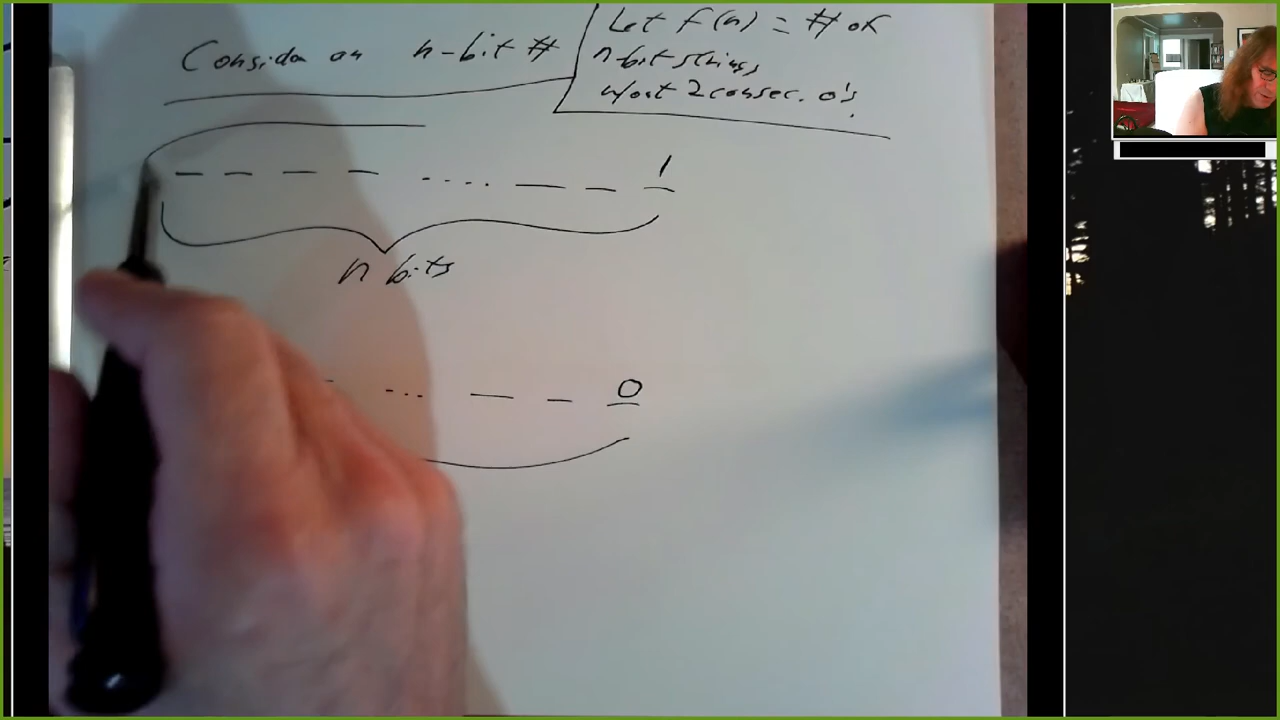 Consider an n-bit #
Let F(n) = # of
n-bit strings
w/out 2 consec. 0's.
1
n bits
0